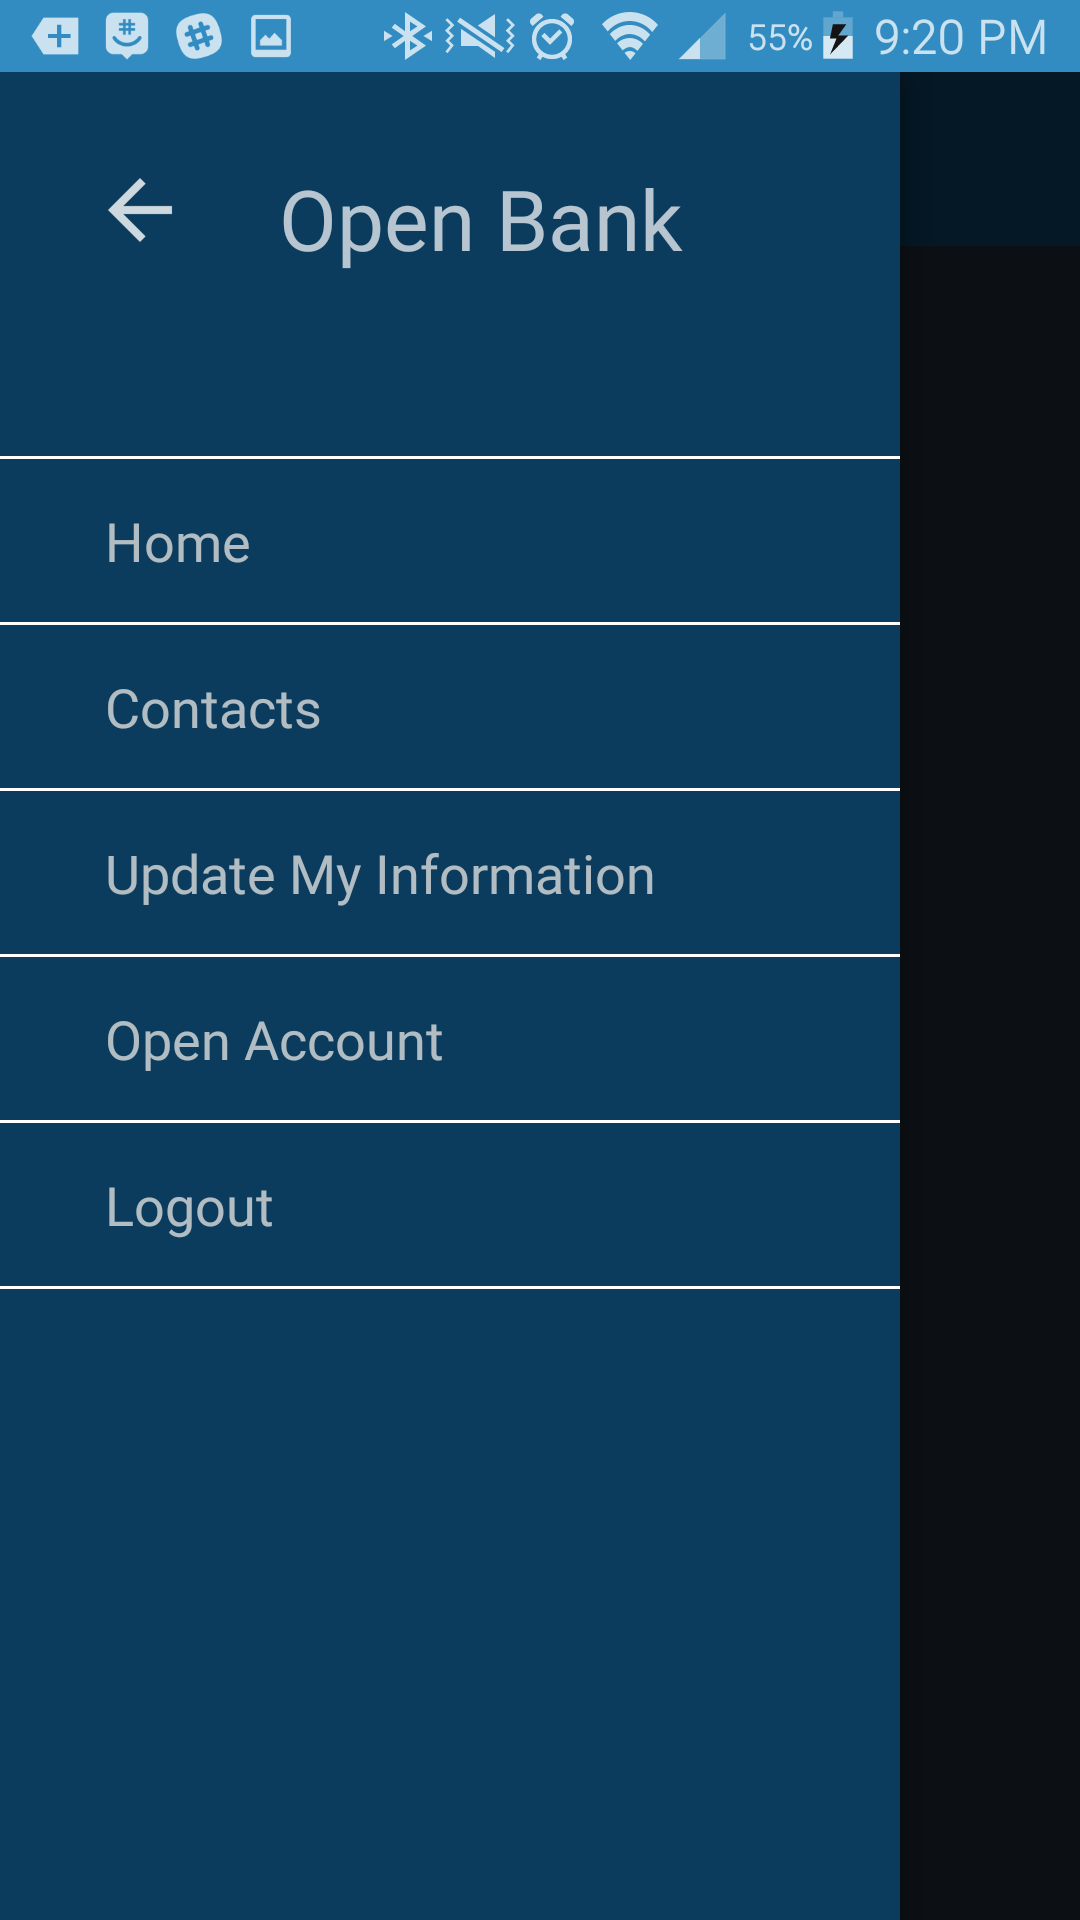 55% 9:20 PM
Open Bank
Home
Contacts
Update My Information
Open Account
Logout